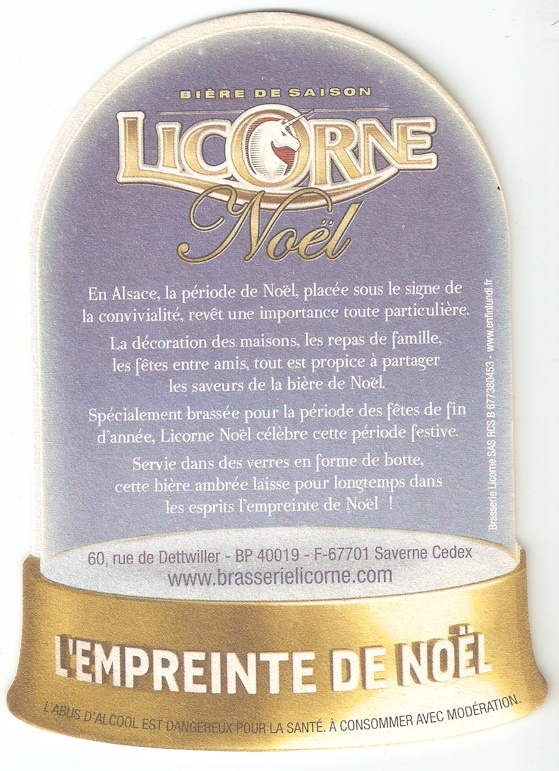 BIÈRE DE SAISON
LICORNE
Noël
En Alsace, la période de Noël, placée sous le signe de
la convivialité, revêt une importance toute particulière.
La décoration des maisons, les repas de famille,
les fêtes entre amis, tout est propice à partager
les saveurs de la bière de Noël.
Spécialement brassée pour la période des fêtes de fin
d'année, Licorne Noël célèbre cette période festive.
Servie dans des verres en forme de botte,
cette bière ambrée laisse pour longtemps dans
les esprits l'empreinte de Noël !
Brasserie Licorne SAS RCS B 677380453 - www.enfinlundi.fr
60, rue de Dettwiller - BP 40019 - F-67701 Saverne Cedex
www.brasserielicorne.com
L'EMPREINTE DE NOËL
L'ABUS D'ALCOOL EST DANGEREUX POUR LA SANTÉ. À CONSOMMER AVEC MODÉRATION.